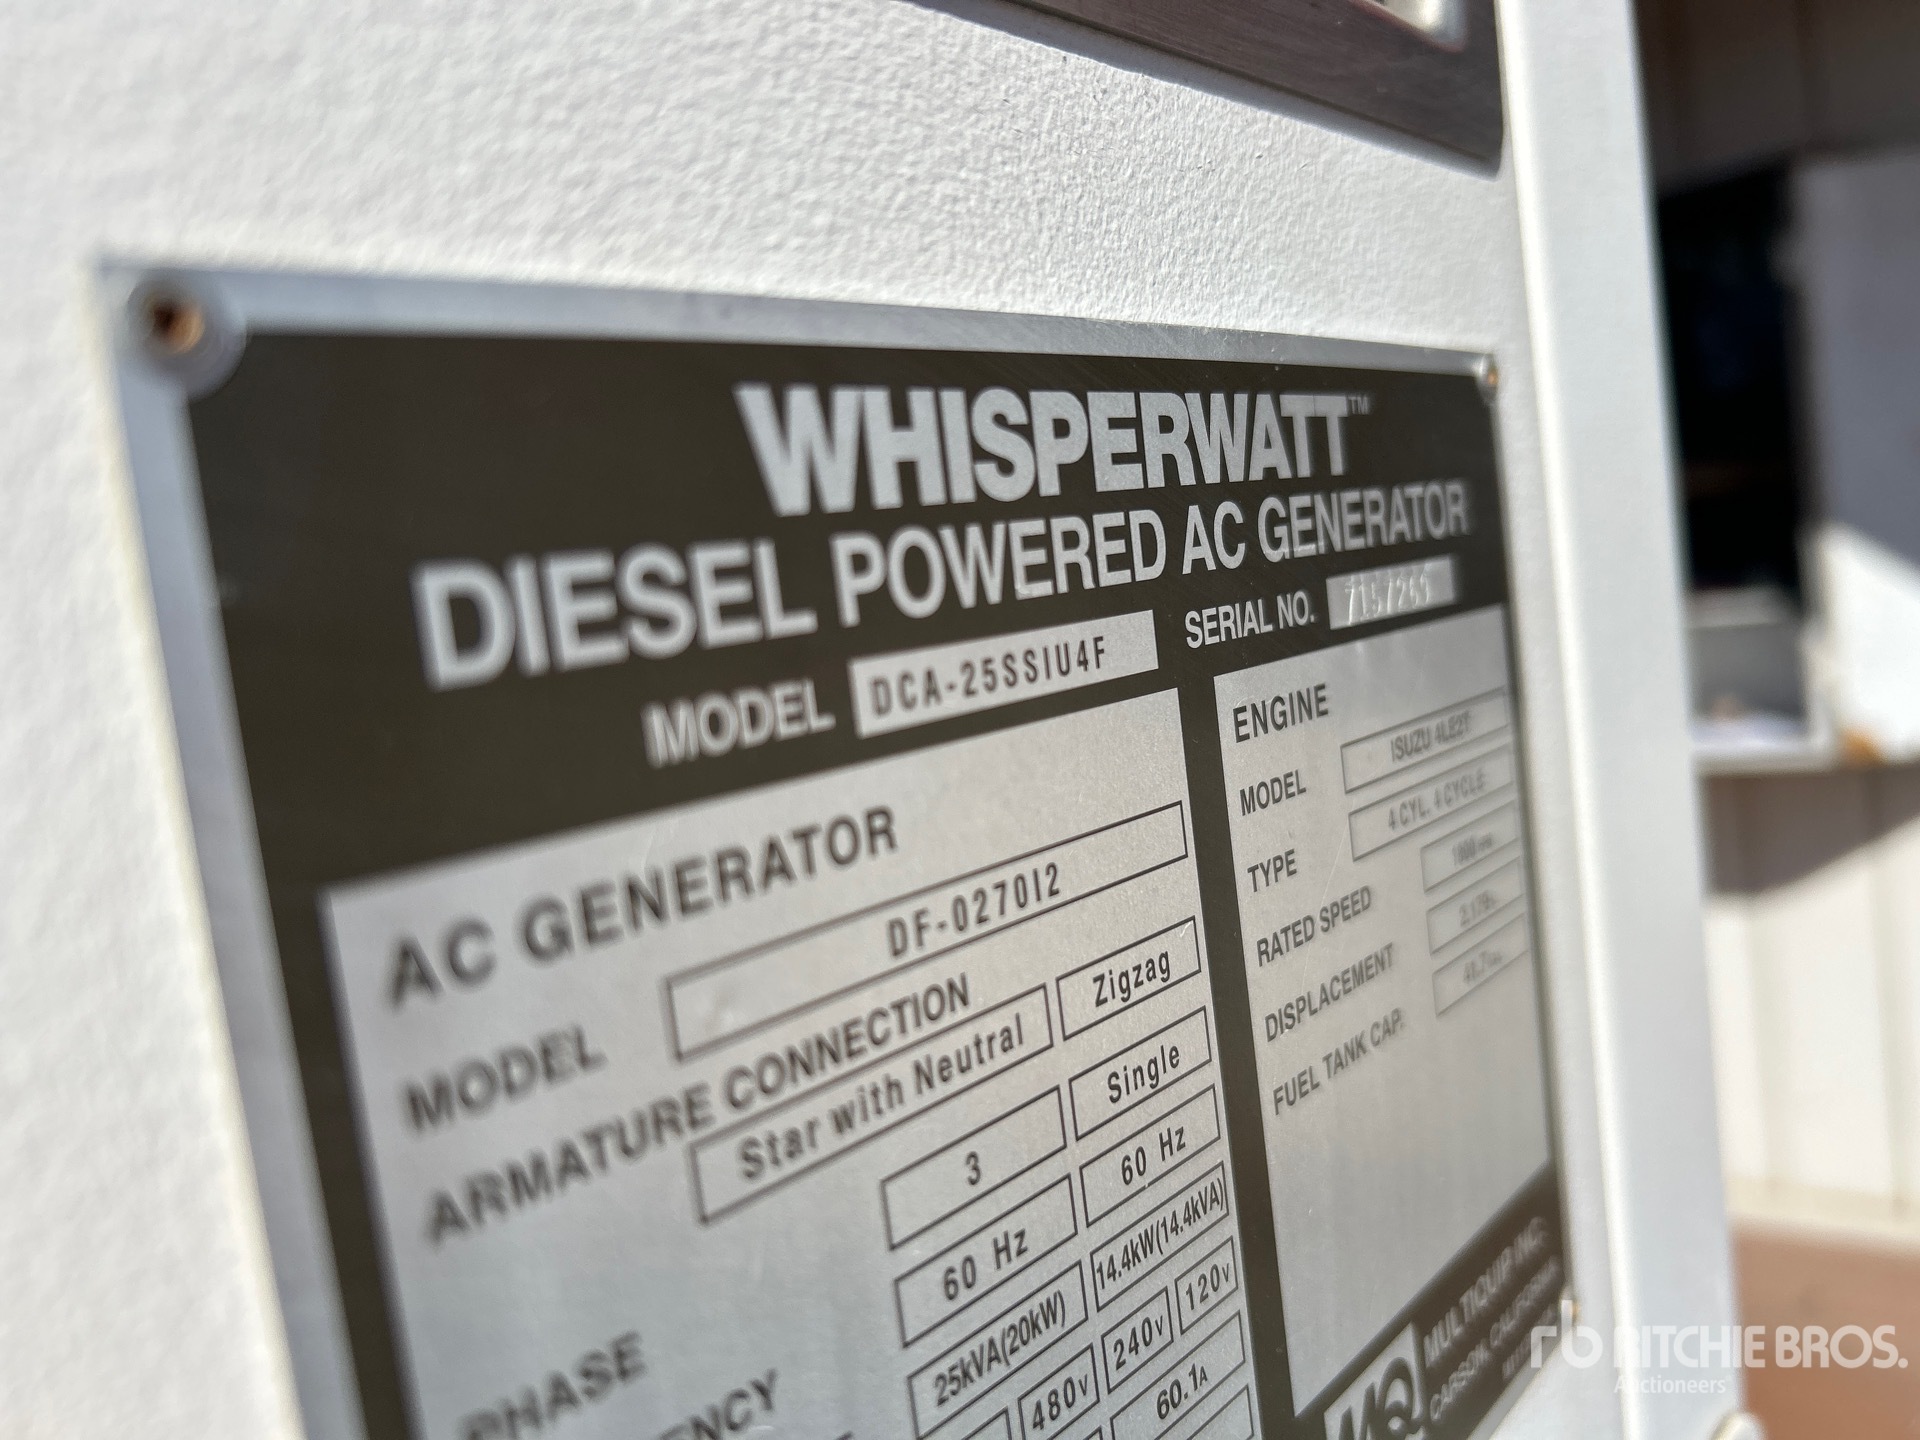 WHISPERWATT™
DIESEL POWERED AC GENERATOR
MODEL DCA-25SSIU4F
SERIAL NO.
AC GENERATOR
MODEL DF-0270I2
ARMATURE CONNECTION
Star with Neutral Zigzag
PHASE 3 Single
60 Hz 60 Hz
25kVA(20kW) 14.4kW(14.4kVA)
480V 240V 120V
60.1A
ENGINE
MODEL ISUZU
TYPE 4 CYL. 4 CYCLE
RATED SPEED
DISPLACEMENT
FUEL TANK CAP.
MQ
MULTIQUIP INC.
CARSON, CALIFORNIA
rb RITCHIE BROS.
Auctioneers